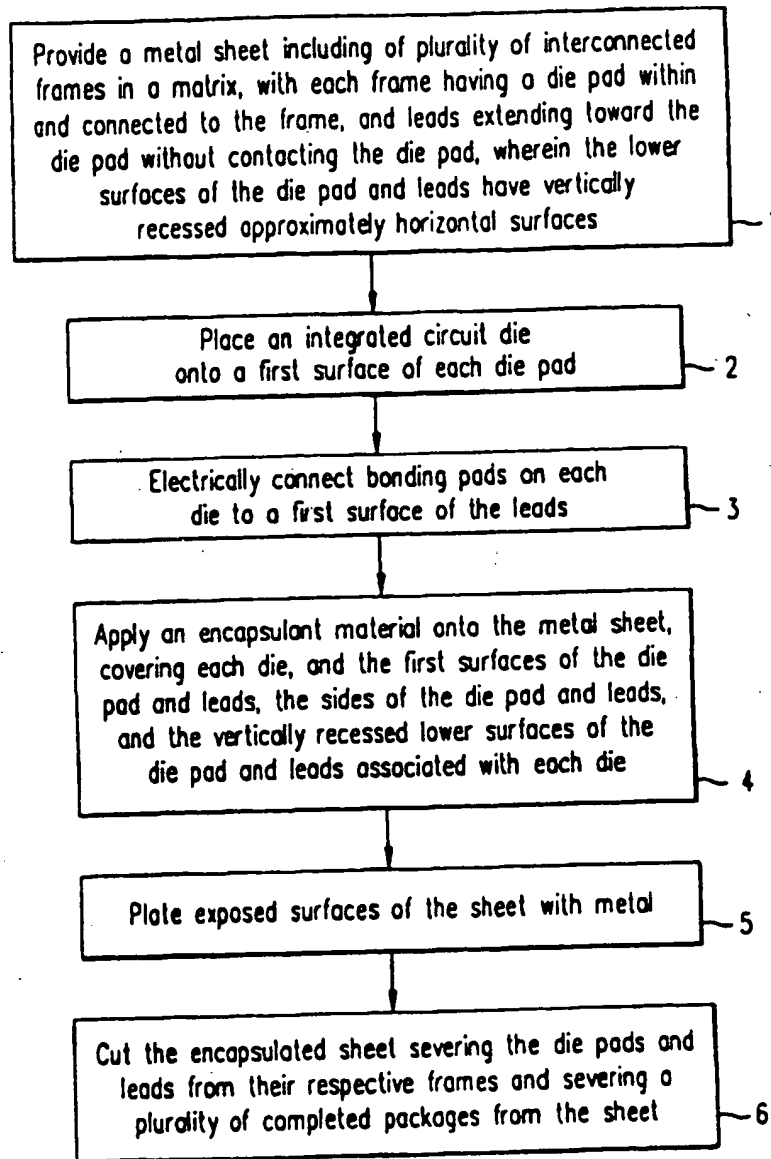 Provide a metal sheet including of plurality of interconnected
frames in a matrix, with each frame having a die pad within
and connected to the frame, and leads extending toward the
die pad without contacting the die pad, wherein the lower
surfaces of the die pad and leads have vertically
recessed approximately horizontal surfaces
Place an integrated circuit die
onto a first surface of each die pad
2
Electrically connect bonding pads on each
die to a first surface of the leads
3
Apply an encapsulant material onto the metal sheet,
covering each die, and the first surfaces of the die
pad and leads, the sides of the die pad and leads,
and the vertically recessed lower surfaces of the
die pad and leads associated with each die
4
Plate exposed surfaces of the sheet with metal
5
Cut the encapsulated sheet severing the die pads and
leads from their respective frames and severing a
plurality of completed packages from the sheet
6